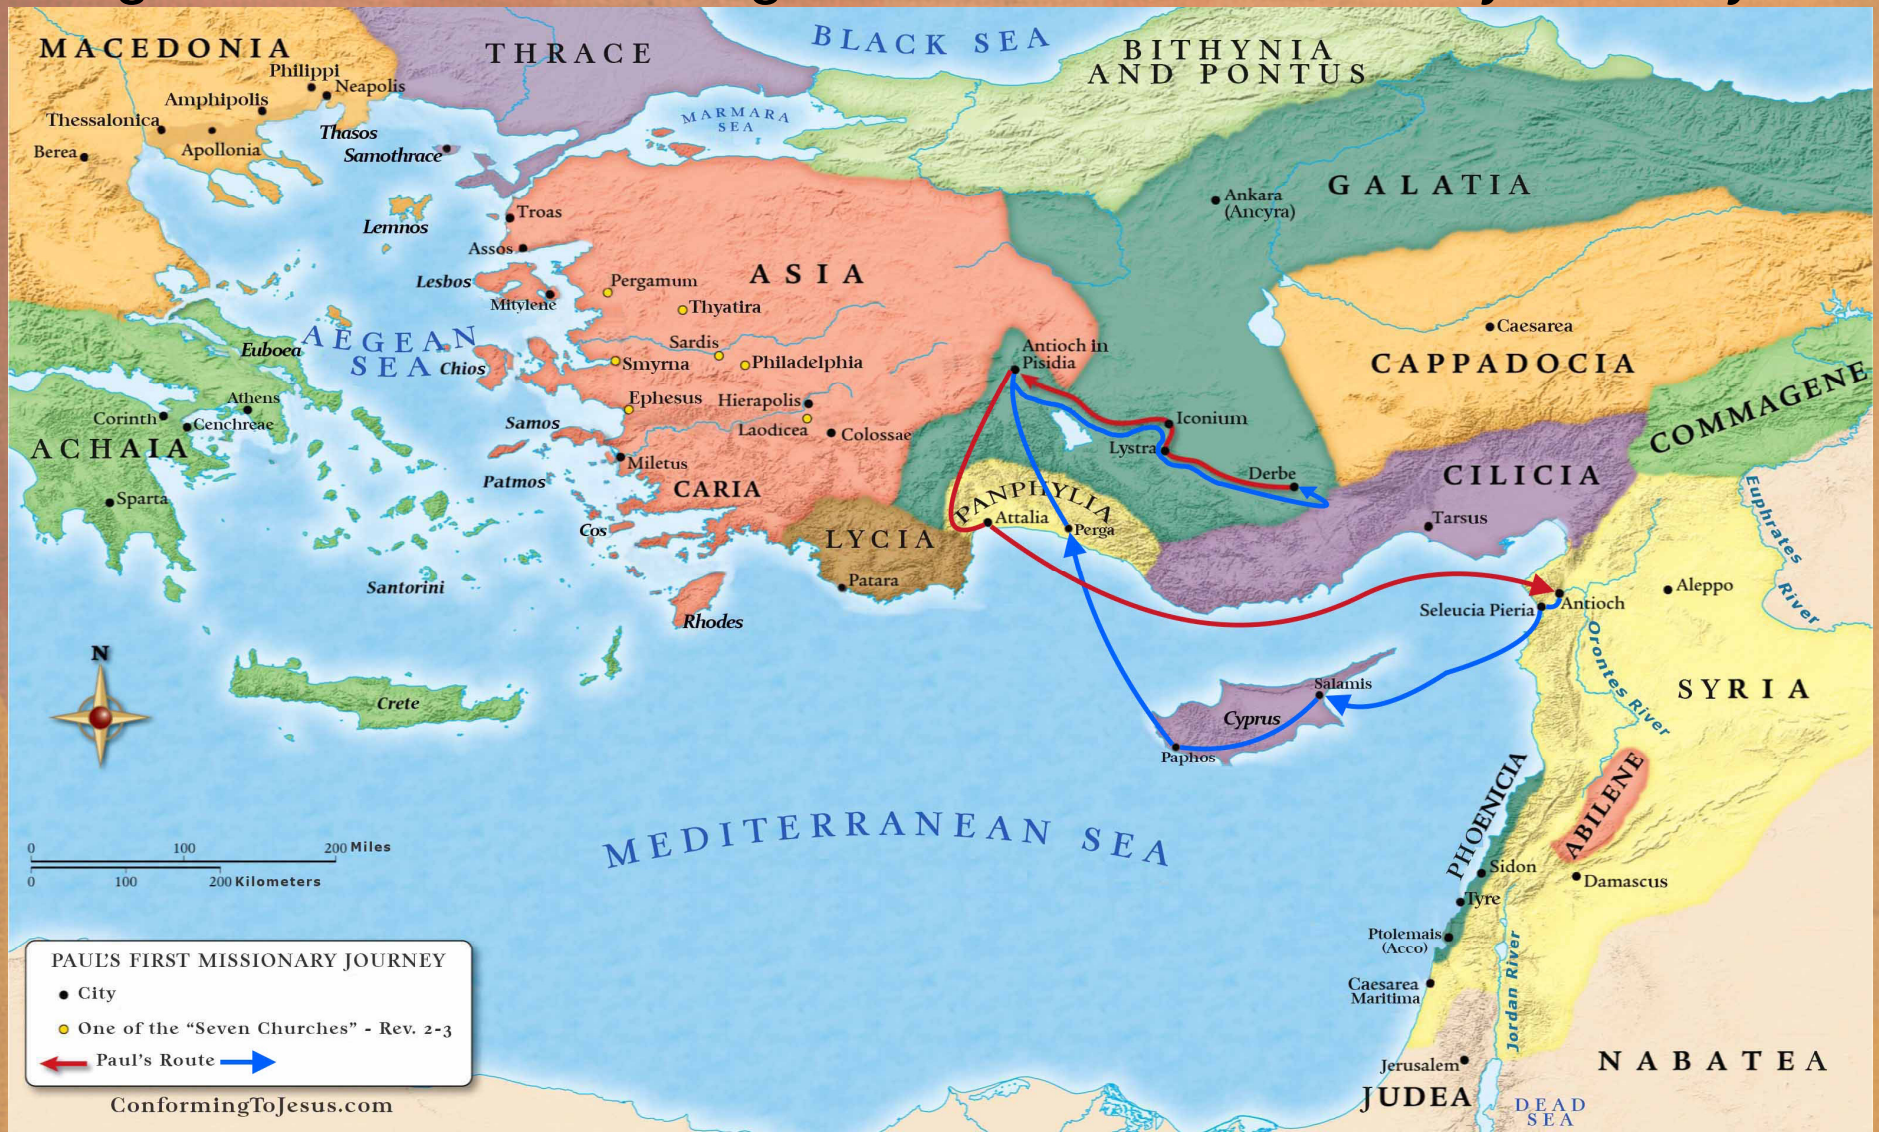 MACEDONIA
THRACE
BLACK SEA
BITHYNIA
AND PONTUS
Philippi
Neapolis
Amphipolis
Thessalonica
Apollonia
Berea
Thasos
Samothrace
MARMARA
SEA
Lemnos
Troas
Assos
Lesbos
Mitylene
Pergamum
ASIA
Thyatira
Sardis
Smyrna
Philadelphia
AEGEAN
SEA
Euboea
Chios
Ephesus
Hierapolis
Laodicea
Colossae
Samos
Miletus
Patmos
CARIA
Cos
Athens
Corinth
Cenchreae
ACHAIA
Sparta
Santorini
Rhodes
Crete
LYCIA
Patara
PANPHYLIA
Attalia
Perga
Antioch in
Pisidia
Iconium
Lystra
Derbe
Ankara
(Ancyra)
GALATIA
Caesarea
CAPPADOCIA
COMMAGENE
CILICIA
Tarsus
Euphrates
River
Seleucia Pieria
Antioch
Aleppo
Orontes River
SYRIA
Salamis
Cyprus
Paphos
MEDITERRANEAN SEA
PHOENICIA
ABILENE
Sidon
Damascus
Tyre
Ptolemais
(Acco)
Caesarea
Maritima
Jordan River
Jerusalem
JUDEA
NABATEA
DEAD
SEA
N
0 100 200 Miles
0 100 200 Kilometers
PAUL'S FIRST MISSIONARY JOURNEY
City
One of the “Seven Churches” - Rev. 2-3
Paul's Route
ConformingToJesus.com